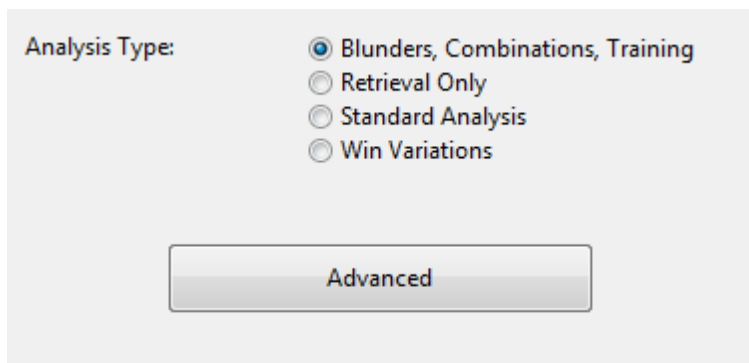 Analysis Type: Blunders, Combinations, Training
Retrieval Only
Standard Analysis
Win Variations
Advanced